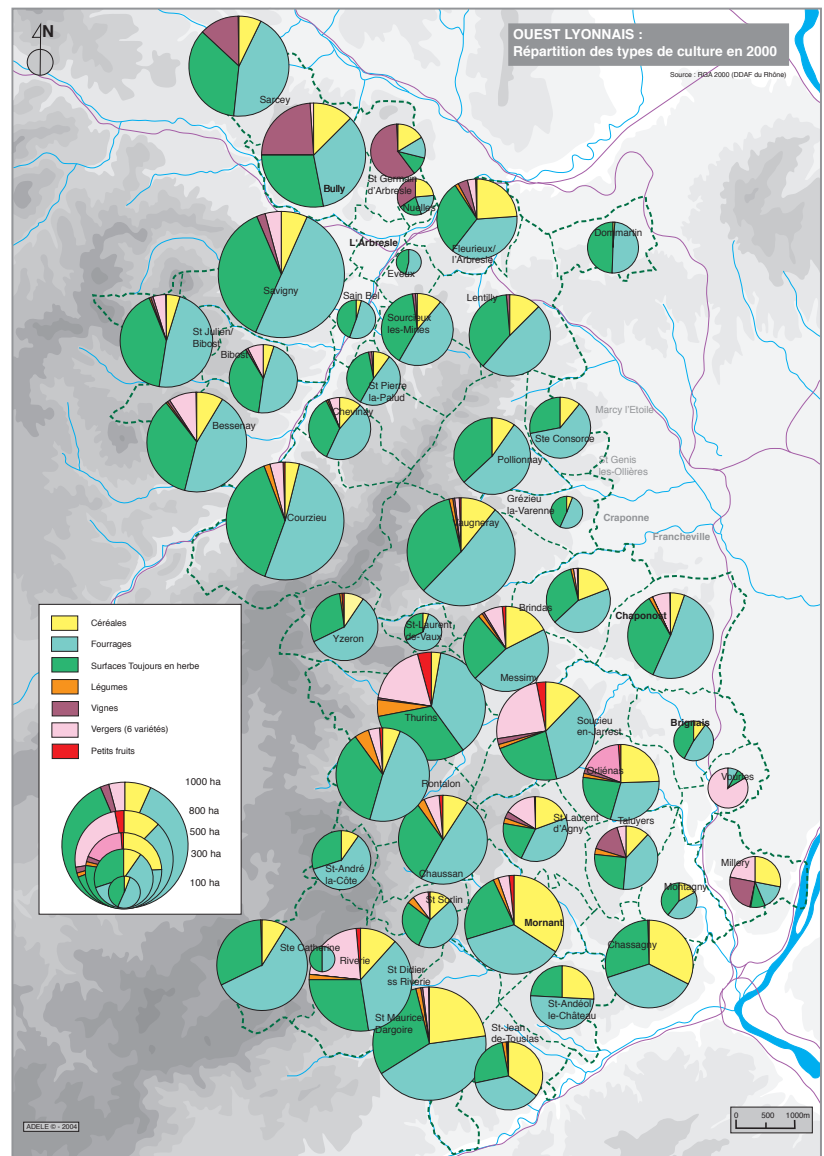 N
OUEST LYONNAIS :
Répartition des types de culture en 2000
Source : RGA 2000 (DDAF du Rhône)
Sarcey
Bully
St Germain
d'Arbresle
Nuelles
L'Arbresle
Fleurieux/
l'Arbresle
Dommartin
Eveux
Savigny
Sain Bel
Sourcieux
les-Mines
Lentilly
St Julien/
Bibost
Bibost
St Pierre
la-Palud
Chevinay
Bessenay
Marcy l'Etoile
Ste Consorce
Pollionnay
St Genis
les-Ollières
Courzieu
Grézieu
la-Varenne
Vaugneray
Craponne
Francheville
Brindas
Chaponost
Yzeron
St-Laurent
de-Vaux
Messimy
Céréales
Fourrages
Surfaces Toujours en herbe
Légumes
Vignes
Vergers (6 variétés)
Petits fruits
1000 ha
800 ha
500 ha
300 ha
100 ha
Thurins
Soucieu
en-Jarrest
Brignais
Orliénas
Vourles
Rontalon
St-Laurent
d'Agny
Taluyers
St-André
la-Côte
Chaussan
Millery
Montagny
St Sorlin
Mornant
Chassagny
Ste Catherine
Riverie
St Didier
ss Riverie
St-Andéol
le-Château
St Maurice
Dargoire
St-Jean
de-Touslas
ADELE © - 2004
0 500 1000m